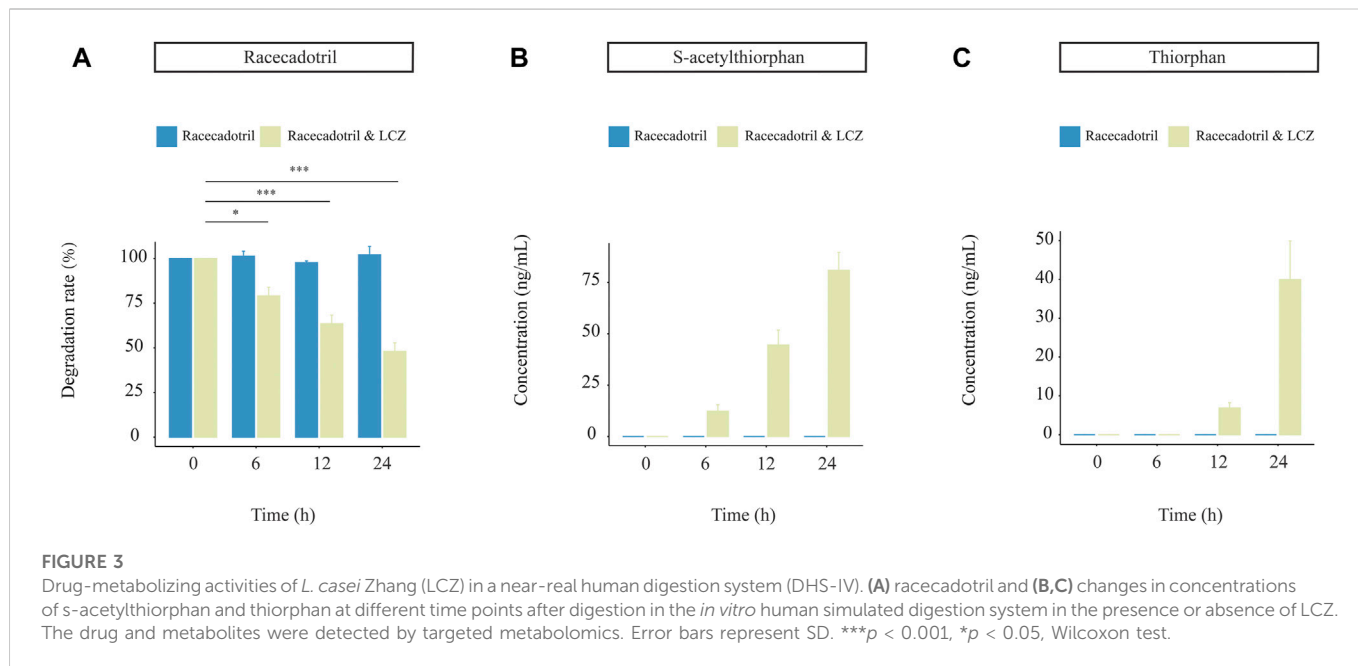 A
Racecadotril
Racecadotril
Racecadotril & LCZ
***
***
*
Degradation rate (%)
100
75
50
25
0
0
6
12
24
Time (h)
B
S-acetylthiorphan
Racecadotril
Racecadotril & LCZ
Concentration (ng/mL)
75
50
25
0
0
6
12
24
Time (h)
C
Thiorphan
Racecadotril
Racecadotril & LCZ
Concentration (ng/mL)
50
40
30
20
10
0
0
6
12
24
Time (h)
FIGURE 3
Drug-metabolizing activities of L. casei Zhang (LCZ) in a near-real human digestion system (DHS-IV). (A) racecadotril and (B,C) changes in concentrations
of s-acetylthiorphan and thiorphan at different time points after digestion in the in vitro human simulated digestion system in the presence or absence of LCZ.
The drug and metabolites were detected by targeted metabolomics. Error bars represent SD. ***p < 0.001, *p < 0.05, Wilcoxon test.